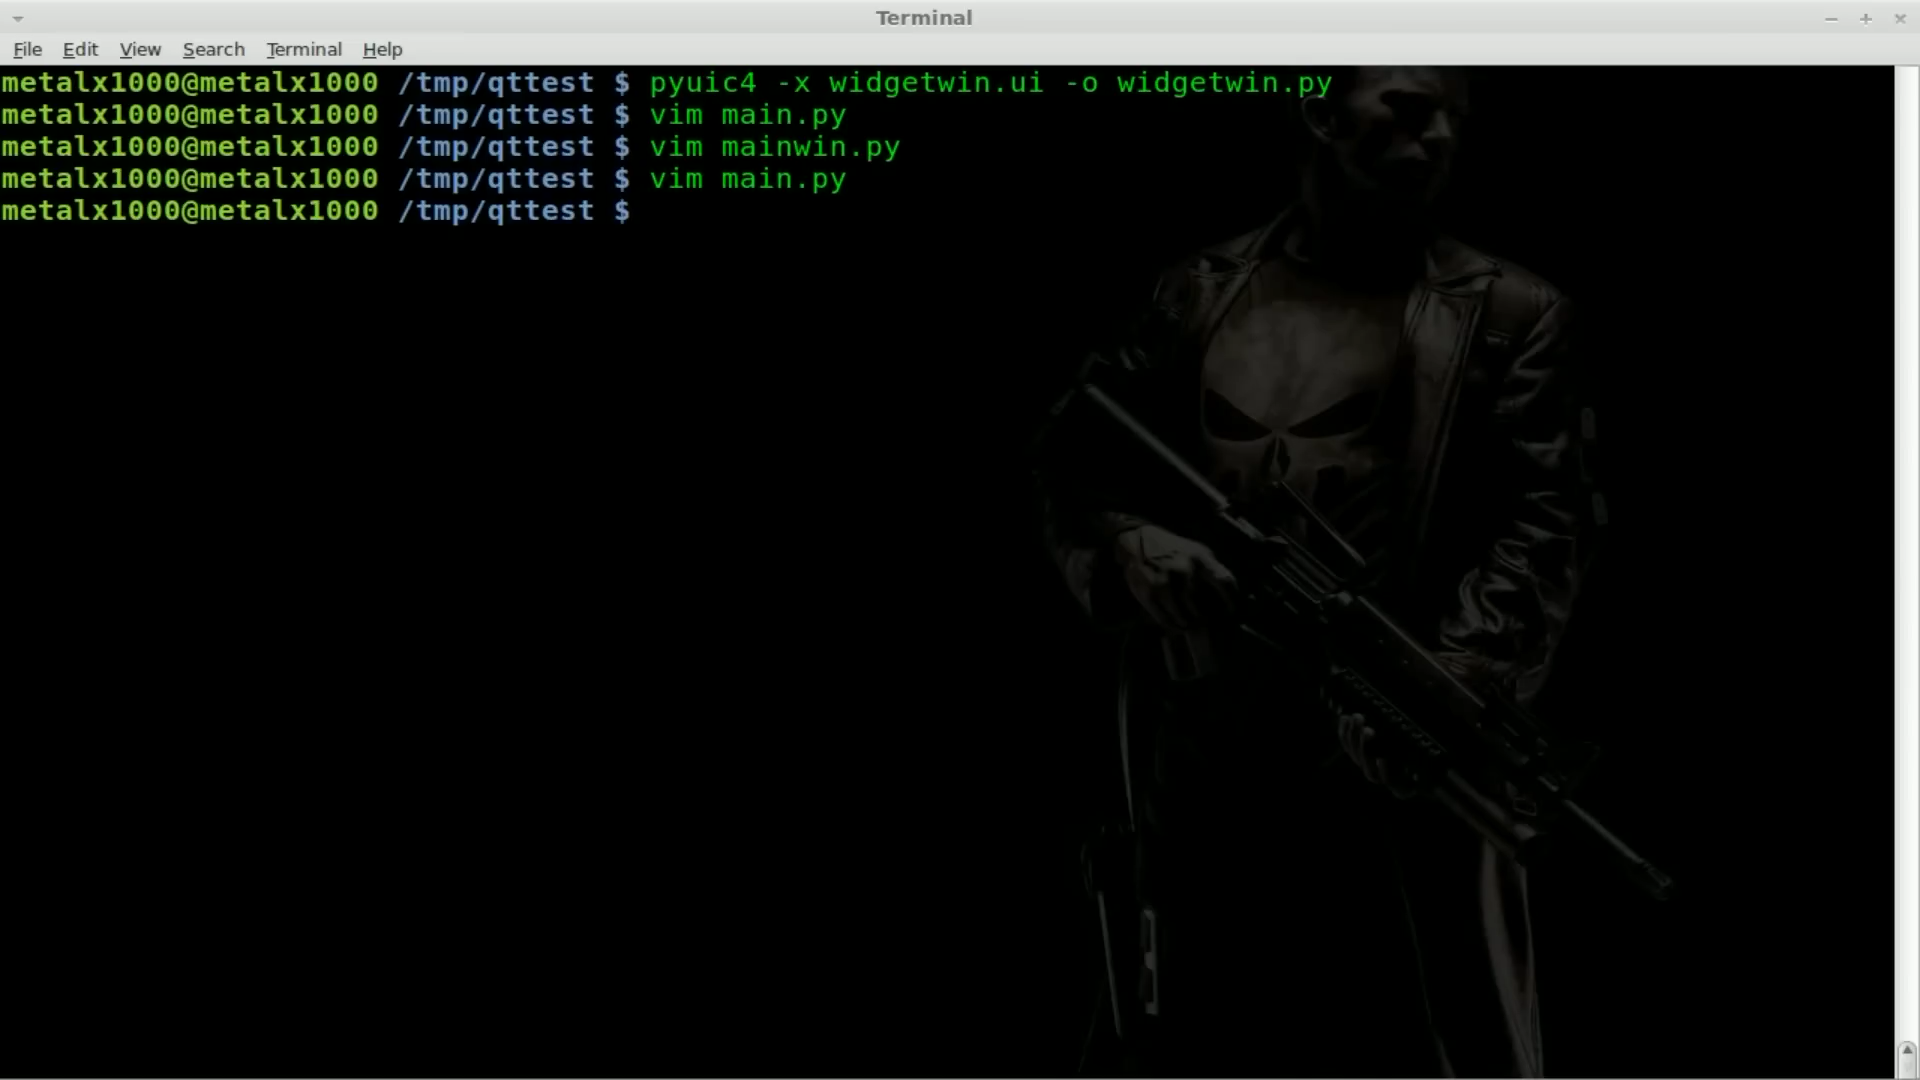 Terminal
File Edit View Search Terminal Help
metalx1000@metalx1000 /tmp/qttest $ pyuic4 -x widgetwin.ui -o widgetwin.py
metalx1000@metalx1000 /tmp/qttest $ vim main.py
metalx1000@metalx1000 /tmp/qttest $ vim mainwin.py
metalx1000@metalx1000 /tmp/qttest $ vim main.py
metalx1000@metalx1000 /tmp/qttest $